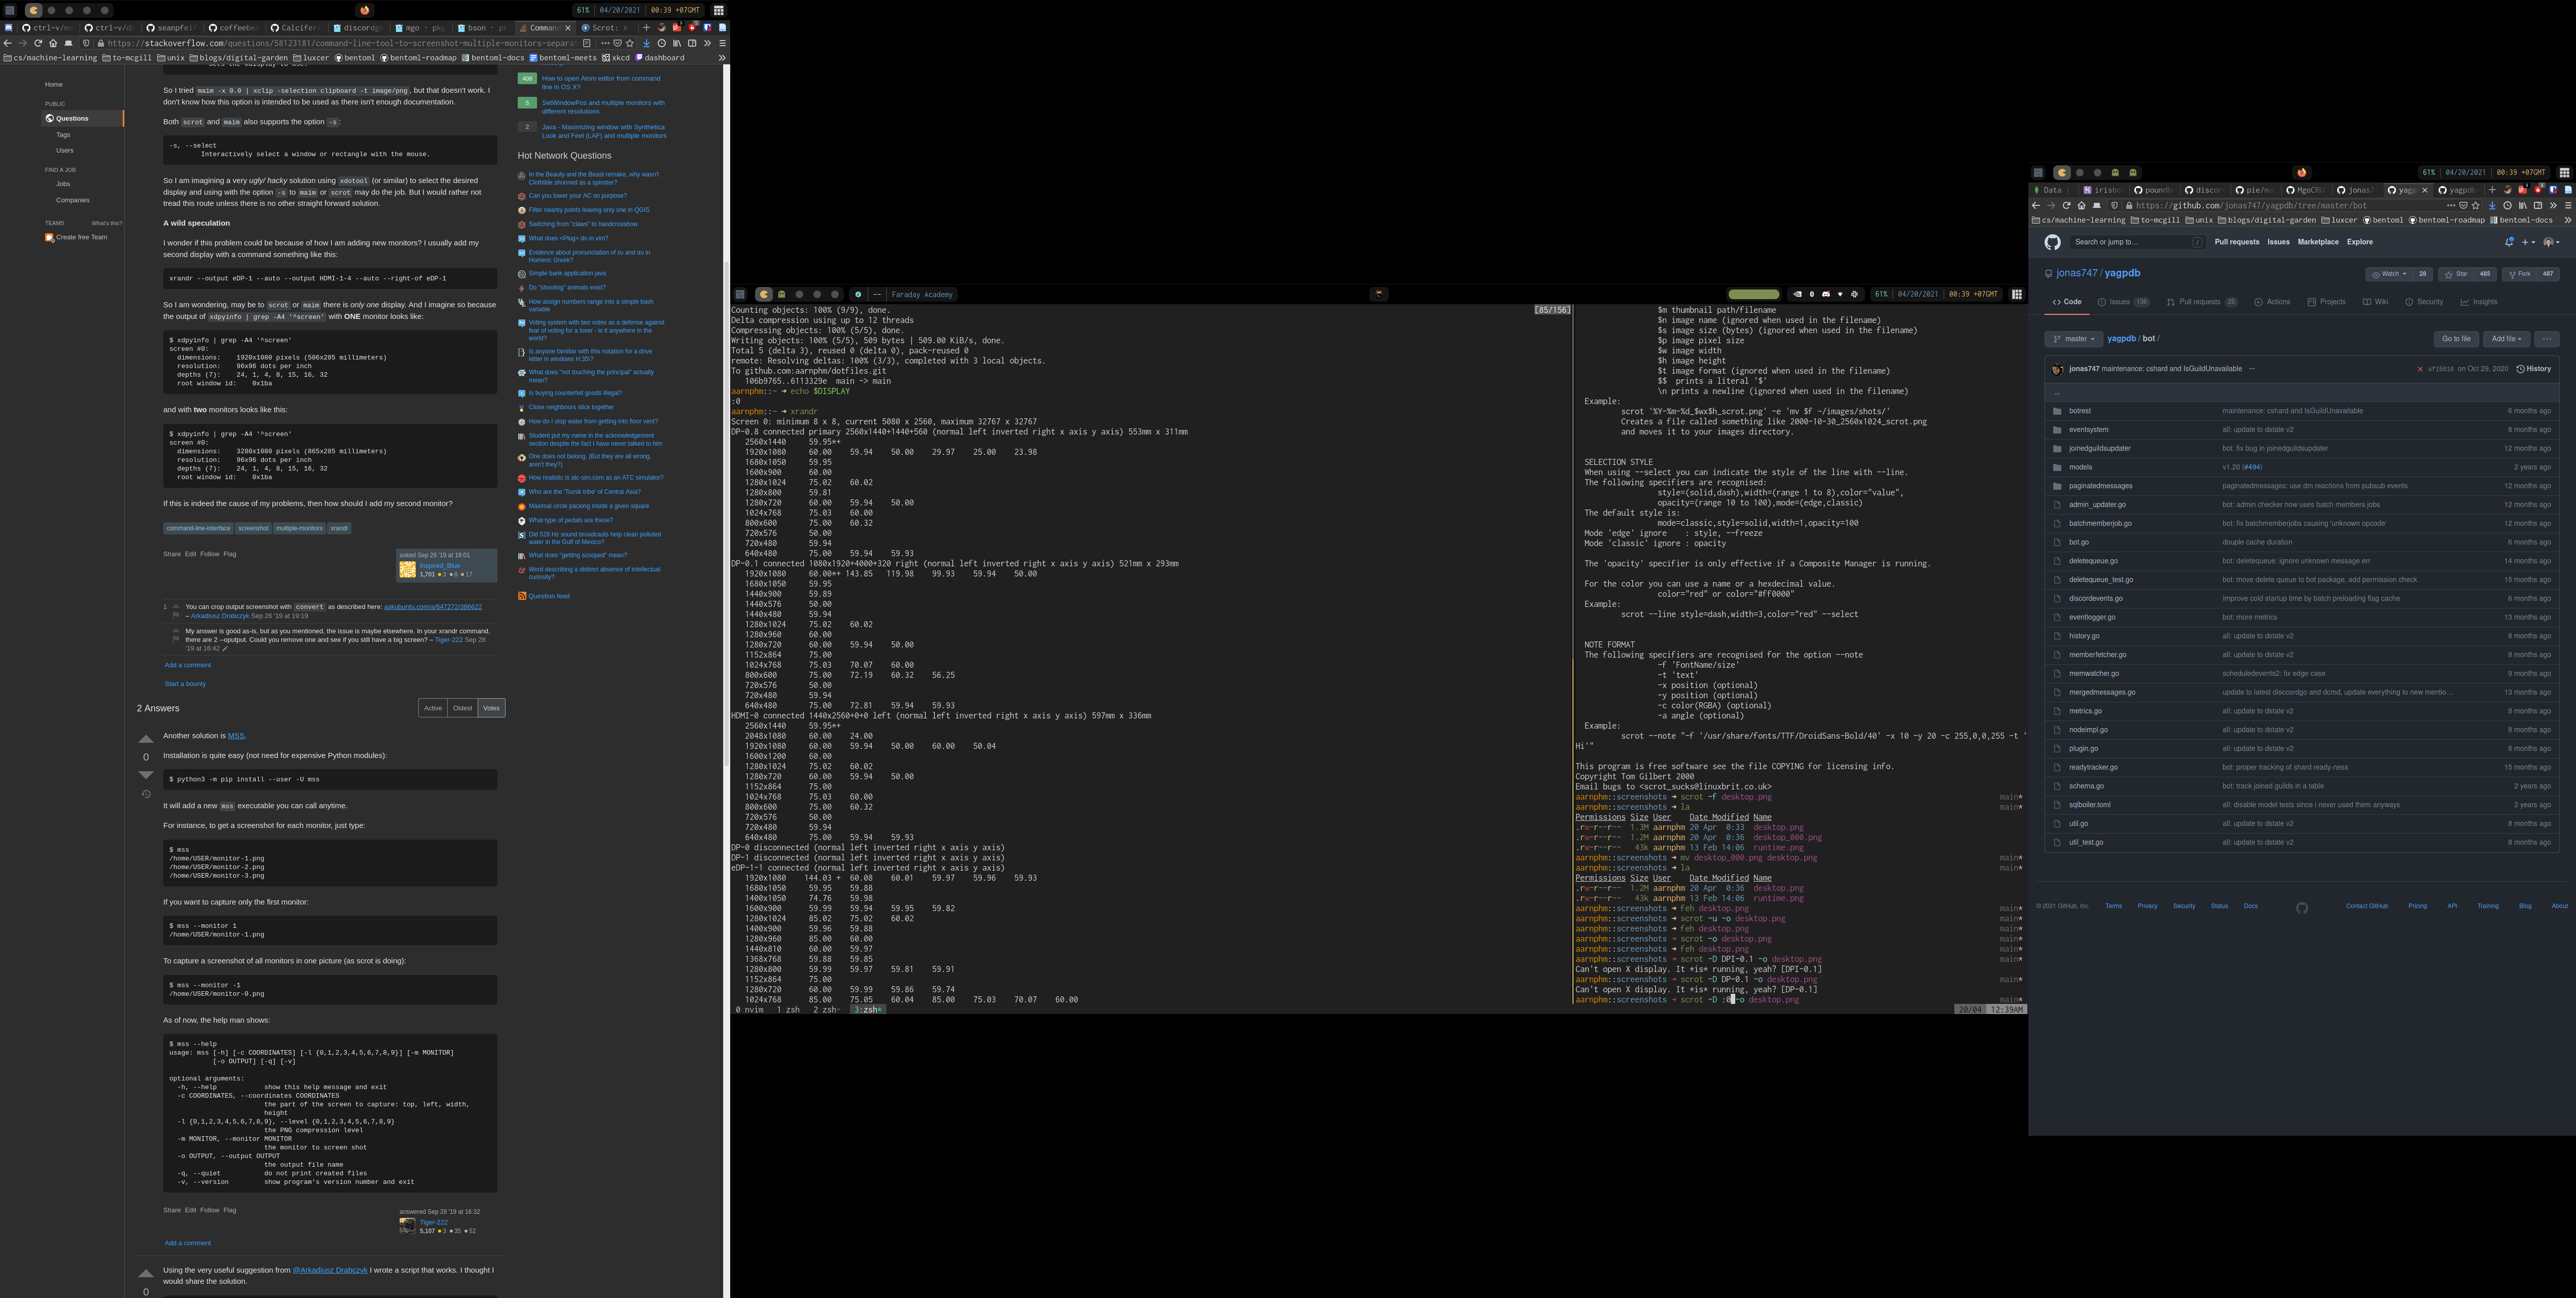 61% | 04/20/2021 | 00:39 +07GMT
ctrl-v/m
ctrl-v/d
seanpfei
coffeebe
Calcifer
discordg
mgo - pkg
bson - p
Comman
Scrot: A
https://stackoverflow.com/questions/58123181/command-line-tool-to-screenshot-multiple-monitors-separat
cs/machine-learning to-mcgill unix blogs/digital-garden luxcer bentoml bentoml-roadmap bentoml-docs bentoml-meets xkcd dashboard
Home
PUBLIC
Questions
Tags
Users
FIND A JOB
Jobs
Companies
TEAMS What's this?
Create free Team
So I tried maim -x 0.0 | xclip -selection clipboard -t image/png, but that doesn't work. I
don't know how this option is intended to be used as there isn't enough documentation.
Both scrot and maim also supports the option -s:
-s, --select
Interactively select a window or rectangle with the mouse.
So I am imagining a very ugly/ hacky solution using xdotool (or similar) to select the desired
display and using with the option -s to maim or scrot may do the job. But I would rather not
tread this route unless there is no other straight forward solution.
A wild speculation
I wonder if this problem could be because of how I am adding new monitors? I usually add my
second display with a command something like this:
xrandr --output eDP-1 --auto --output HDMI-1-4 --auto --right-of eDP-1
So I am wondering, may be to scrot or maim there is only one display. And I imagine so because
the output of xdpyinfo | grep -A4 '^screen' with ONE monitor looks like:
$ xdpyinfo | grep -A4 '^screen'
screen #0:
dimensions: 1920x1080 pixels (506x285 millimeters)
resolution: 96x96 dots per inch
depths (7): 24, 1, 4, 8, 15, 16, 32
root window id: 0x1ba
and with two monitors looks like this:
$ xdpyinfo | grep -A4 '^screen'
screen #0:
dimensions: 3280x1080 pixels (865x285 millimeters)
resolution: 96x96 dots per inch
depths (7): 24, 1, 4, 8, 15, 16, 32
root window id: 0x1ba
If this is indeed the cause of my problems, then how should I add my second monitor?
command-line-interface screenshot multiple-monitors xrandr
Share Edit Follow Flag
asked Sep 26 '19 at 19:01
Inspired_Blue
1,701 3 8 17
1 You can crop output screenshot with convert as described here: askubuntu.com/a/647272/386622
– Arkadiusz Drabczyk Sep 26 '19 at 19:19
My answer is good as-is, but as you mentioned, the issue is maybe elsewhere. In your xrandr command,
there are 2 --output. Could you remove one and see if you still have a big screen? – Tiger-222 Sep 28
'19 at 16:42
Add a comment
Start a bounty
2 Answers
Active Oldest Votes
Another solution is MSS.
Installation is quite easy (not need for expensive Python modules):
0
$ python3 -m pip install --user -U mss
It will add a new mss executable you can call anytime.
For instance, to get a screenshot for each monitor, just type:
$ mss
/home/USER/monitor-1.png
/home/USER/monitor-2.png
/home/USER/monitor-3.png
If you want to capture only the first monitor:
$ mss --monitor 1
/home/USER/monitor-1.png
To capture a screenshot of all monitors in one picture (as scrot is doing):
$ mss --monitor -1
/home/USER/monitor-0.png
As of now, the help man shows:
$ mss --help
usage: mss [-h] [-c COORDINATES] [-l {0,1,2,3,4,5,6,7,8,9}] [-m MONITOR]
[-o OUTPUT] [-q] [-v]
optional arguments:
-h, --help show this help message and exit
-c COORDINATES, --coordinates COORDINATES
the part of the screen to capture: top, left, width,
height
-l {0,1,2,3,4,5,6,7,8,9}, --level {0,1,2,3,4,5,6,7,8,9}
the PNG compression level
-m MONITOR, --monitor MONITOR
the monitor to screen shot
-o OUTPUT, --output OUTPUT
the output file name
-q, --quiet do not print created files
-v, --version show program's version number and exit
Share Edit Follow Flag
answered Sep 28 '19 at 16:32
Tiger-222
5,107 3 35 52
Add a comment
Using the very useful suggestion from @Arkadiusz Drabczyk I wrote a script that works. I thought I
would share the solution.
0
408 How to open Atom editor from command
line in OS X?
5 SetWindowPos and multiple monitors with
different resolutions
2 Java - Maximizing window with Synthetica
Look and Feel (LAF) and multiple monitors
Hot Network Questions
In the Beauty and the Beast remake, why wasn't
Clothilde shunned as a spinster?
Can you lower your AC on purpose?
Filter nearby points leaving only one in QGIS
Switching from "claws" to handcrossbow
What does <Plug> do in vim?
Evidence about pronunciation of ευ and αυ in
Homeric Greek?
Simple bank application java
Do "shooting" animals exist?
How assign numbers range into a simple bash
variable
Voting system with two votes as a defense against
fear of voting for a loser - is it anywhere in the
world?
Is anyone familiar with this notation for a drive
letter in windows H:35\?
What does "not touching the principal" actually
mean?
Is buying counterfeit goods illegal?
Close neighbours stick together
How do I stop water from getting into floor vent?
Student put my name in the acknowledgement
section despite the fact I have never talked to him
One does not belong. (But they are all wrong,
aren't they?)
How realistic is atc-sim.com as an ATC simulator?
Who are the 'Tiursk tribe' of Central Asia?
Maximal circle packing inside a given square
What type of pedals are these?
Did 528 Hz sound broadcasts help clean polluted
water in the Gulf of Mexico?
What does "getting scooped" mean?
Word describing a distinct absence of intellectual
curiosity?
Question feed
-- | Faraday Academy
61% | 04/20/2021 | 00:39 +07GMT
Counting objects: 100% (9/9), done.
Delta compression using up to 12 threads
Compressing objects: 100% (5/5), done.
Writing objects: 100% (5/5), 509 bytes | 509.00 KiB/s, done.
Total 5 (delta 3), reused 0 (delta 0), pack-reused 0
remote: Resolving deltas: 100% (3/3), completed with 3 local objects.
To github.com:aarnphm/dotfiles.git
106b9765..6113329e main -> main
aarnphm::~ → echo $DISPLAY
:0
aarnphm::~ → xrandr
Screen 0: minimum 8 x 8, current 5080 x 2560, maximum 32767 x 32767
DP-0.8 connected primary 2560x1440+1440+560 (normal left inverted right x axis y axis) 553mm x 311mm
2560x1440 59.95*+
1920x1080 60.00 59.94 50.00 29.97 25.00 23.98
1680x1050 59.95
1600x900 60.00
1280x1024 75.02 60.02
1280x800 59.81
1280x720 60.00 59.94 50.00
1024x768 75.03 60.00
800x600 75.00 60.32
720x576 50.00
720x480 59.94
640x480 75.00 59.94 59.93
DP-0.1 connected 1080x1920+4000+320 right (normal left inverted right x axis y axis) 521mm x 293mm
1920x1080 60.00*+ 143.85 119.98 99.93 59.94 50.00
1680x1050 59.95
1440x900 59.89
1440x576 50.00
1440x480 59.94
1280x1024 75.02 60.02
1280x960 60.00
1280x720 60.00 59.94 50.00
1152x864 75.00
1024x768 75.03 70.07 60.00
800x600 75.00 72.19 60.32 56.25
720x576 50.00
720x480 59.94
640x480 75.00 72.81 59.94 59.93
HDMI-0 connected 1440x2560+0+0 left (normal left inverted right x axis y axis) 597mm x 336mm
2560x1440 59.95*+
2048x1080 60.00 24.00
1920x1080 60.00 59.94 50.00 60.00 50.04
1600x1200 60.00
1280x1024 75.02 60.02
1280x720 60.00 59.94 50.00
1152x864 75.00
1024x768 75.03 60.00
800x600 75.00 60.32
720x576 50.00
720x480 59.94
640x480 75.00 59.94 59.93
DP-0 disconnected (normal left inverted right x axis y axis)
DP-1 disconnected (normal left inverted right x axis y axis)
eDP-1-1 connected (normal left inverted right x axis y axis)
1920x1080 144.03 + 60.08 60.01 59.97 59.96 59.93
1680x1050 59.95 59.88
1400x1050 74.76 59.98
1600x900 59.99 59.94 59.95 59.82
1280x1024 85.02 75.02 60.02
1400x900 59.96 59.88
1280x960 85.00 60.00
1440x810 60.00 59.97
1368x768 59.88 59.85
1280x800 59.99 59.97 59.81 59.91
1152x864 75.00
1280x720 60.00 59.99 59.86 59.74
1024x768 85.00 75.05 60.04 85.00 75.03 70.07 60.00
0 nvim 1 zsh 2 zsh- 3:zsh*
[85/156]
$m thumbnail path/filename
$n image name (ignored when used in the filename)
$s image size (bytes) (ignored when used in the filename)
$p image pixel size
$w image width
$h image height
$t image format (ignored when used in the filename)
$$ prints a literal '$'
\n prints a newline (ignored when used in the filename)
Example:
scrot '%Y-%m-%d_$wx$h_scrot.png' -e 'mv $f ~/images/shots/'
Creates a file called something like 2000-10-30_2560x1024_scrot.png
and moves it to your images directory.
SELECTION STYLE
When using --select you can indicate the style of the line with --line.
The following specifiers are recognised:
style=(solid,dash),width=(range 1 to 8),color="value",
opacity=(range 10 to 100),mode=(edge,classic)
The default style is:
mode=classic,style=solid,width=1,opacity=100
Mode 'edge' ignore : style, --freeze
Mode 'classic' ignore : opacity
The 'opacity' specifier is only effective if a Composite Manager is running.
For the color you can use a name or a hexdecimal value.
color="red" or color="#ff0000"
Example:
scrot --line style=dash,width=3,color="red" --select
NOTE FORMAT
The following specifiers are recognised for the option --note
-f 'FontName/size'
-t 'text'
-x position (optional)
-y position (optional)
-c color(RGBA) (optional)
-a angle (optional)
Example:
scrot --note "-f '/usr/share/fonts/TTF/DroidSans-Bold/40' -x 10 -y 20 -c 255,0,0,255 -t '
Hi'"
This program is free software see the file COPYING for licensing info.
Copyright Tom Gilbert 2000
Email bugs to <scrot_sucks@linuxbrit.co.uk>
aarnphm::screenshots → scrot -f desktop.png main*
aarnphm::screenshots → la main*
Permissions Size User Date Modified Name
.rw-r--r-- 1.3M aarnphm 20 Apr 0:33 desktop.png
.rw-r--r-- 1.2M aarnphm 20 Apr 0:36 desktop_000.png
.rw-r--r-- 43k aarnphm 13 Feb 14:06 runtime.png
aarnphm::screenshots → mv desktop_000.png desktop.png main*
aarnphm::screenshots → la main*
Permissions Size User Date Modified Name
.rw-r--r-- 1.2M aarnphm 20 Apr 0:36 desktop.png
.rw-r--r-- 43k aarnphm 13 Feb 14:06 runtime.png
aarnphm::screenshots → feh desktop.png main*
aarnphm::screenshots → scrot -u -o desktop.png main*
aarnphm::screenshots → feh desktop.png main*
aarnphm::screenshots → scrot -o desktop.png main*
aarnphm::screenshots → feh desktop.png main*
aarnphm::screenshots → scrot -D DPI-0.1 -o desktop.png main*
Can't open X display. It *is* running, yeah? [DPI-0.1]
aarnphm::screenshots → scrot -D DP-0.1 -o desktop.png main*
Can't open X display. It *is* running, yeah? [DP-0.1]
aarnphm::screenshots → scrot -D :0 -o desktop.png main*
20/04 12:39AM
61% | 04/20/2021 | 00:39 +07GMT
Data
irisbo
poundb
discor
pie/ma
MgoCRU
jonas7
yagp
yagpdb
https://github.com/jonas747/yagpdb/tree/master/bot
cs/machine-learning to-mcgill unix blogs/digital-garden luxcer bentoml bentoml-roadmap bentoml-docs
Search or jump to... / Pull requests Issues Marketplace Explore
jonas747 / yagpdb
Watch 28 Star 485 Fork 487
Code Issues 136 Pull requests 25 Actions Projects Wiki Security Insights
master yagpdb / bot / Go to file Add file
jonas747 maintenance: cshard and IsGuildUnavailable af15010 on Oct 29, 2020 History
..
botrest maintenance: cshard and IsGuildUnavailable 6 months ago
eventsystem all: update to dstate v2 8 months ago
joinedguildsupdater bot: fix bug in joinedguildsupdater 12 months ago
models v1.20 (#494) 2 years ago
paginatedmessages paginatedmessages: use dm reactions from pubsub events 12 months ago
admin_updater.go bot: admin checker now uses batch members jobs 12 months ago
batchmemberjob.go bot: fix batchmemberjobs causing 'unknown opcode' 12 months ago
bot.go douple cache duration 6 months ago
deletequeue.go bot: deletequeue: ignore unknown message err 14 months ago
deletequeue_test.go bot: move delete queue to bot package, add permission check 15 months ago
discordevents.go Improve cold startup time by batch preloading flag cache 6 months ago
eventlogger.go bot: more metrics 13 months ago
history.go all: update to dstate v2 8 months ago
memberfetcher.go all: update to dstate v2 8 months ago
memwatcher.go scheduledevents2: fix edge case 9 months ago
mergedmessages.go update to latest disccordgo and dcmd, update everything to new mentio... 13 months ago
metrics.go all: update to dstate v2 8 months ago
nodeimpl.go all: update to dstate v2 8 months ago
plugin.go all: update to dstate v2 8 months ago
readytracker.go bot: proper tracking of shard ready-ness 15 months ago
schema.go bot: track joined guilds in a table 2 years ago
sqlboiler.toml all: disable model tests since i never used them anyways 2 years ago
util.go all: update to dstate v2 8 months ago
util_test.go all: update to dstate v2 8 months ago
© 2021 GitHub, Inc. Terms Privacy Security Status Docs Contact GitHub Pricing API Training Blog About